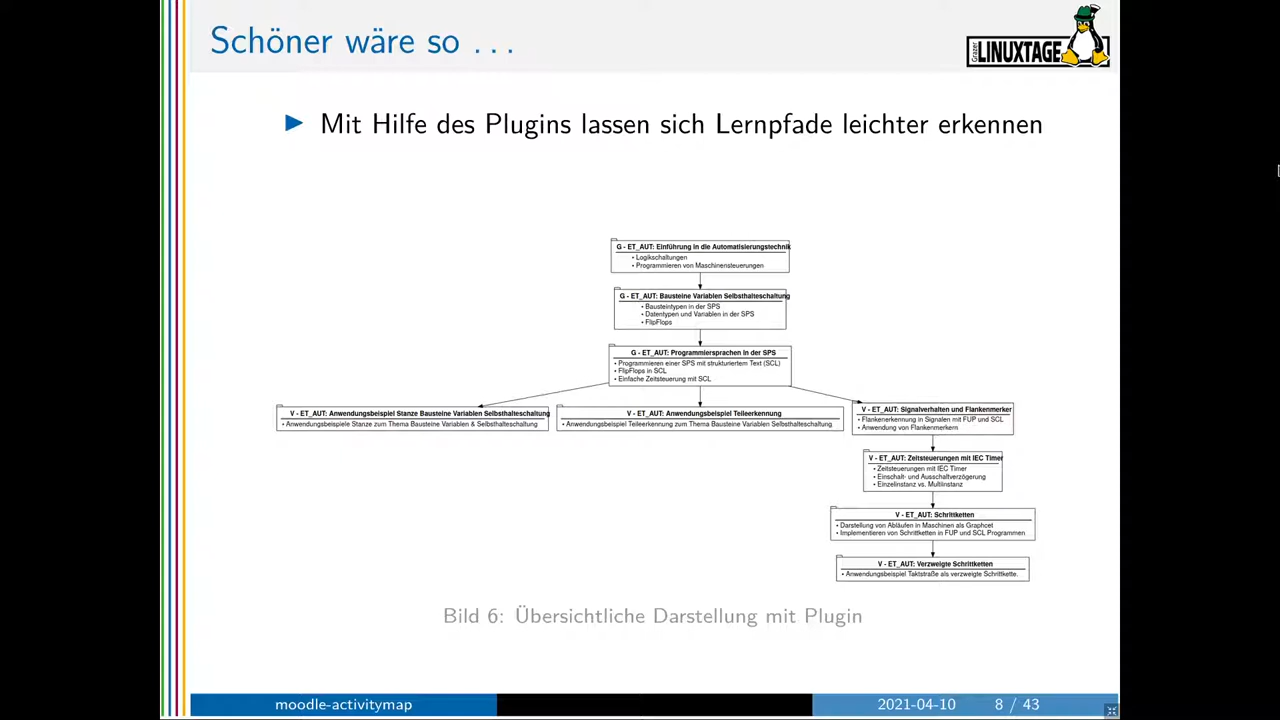 Schöner wäre so . . .
Grazer
LINUXTAGE
Mit Hilfe des Plugins lassen sich Lernpfade leichter erkennen
G - ET_AUT: Einführung in die Automatisierungstechnik
• Logikschaltungen
• Programmieren von Maschinensteuerungen
G - ET_AUT: Bausteine Variablen Selbsthalteschaltung
• Bausteintypen in der SPS
• Datentypen und Variablen in der SPS
• FlipFlops
G - ET_AUT: Programmiersprachen in der SPS
• Programmieren einer SPS mit strukturiertem Text (SCL)
• FlipFlops in SCL
• Einfache Zeitsteuerung mit SCL
V - ET_AUT: Anwendungsbeispiel Stanze Bausteine Variablen Selbsthalteschaltung
• Anwendungsbeispiele Stanze zum Thema Bausteine Variablen & Selbsthalteschaltung
V - ET_AUT: Anwendungsbeispiel Teileerkennung
• Anwendungsbeispiel Teileerkennung zum Thema Bausteine Variablen Selbsthalteschaltung.
V - ET_AUT: Signalverhalten und Flankenmerker
• Flankenerkennung in Signalen mit FUP und SCL
• Anwendung von Flankenmerkern
V - ET_AUT: Zeitsteuerungen mit IEC Timer
• Zeitsteuerungen mit IEC Timer
• Einschalt- und Ausschaltverzögerung
• Einzelinstanz vs. Multiinstanz
V - ET_AUT: Schrittketten
• Darstellung von Abläufen in Maschinen als Graphcet
• Implementieren von Schrittketten in FUP und SCL Programmen
V - ET_AUT: Verzweigte Schrittketten
• Anwendungsbeispiel Taktstraße als verzweigte Schrittkette.
Bild 6: Übersichtliche Darstellung mit Plugin
moodle-activitymap
2021-04-10
8 / 43